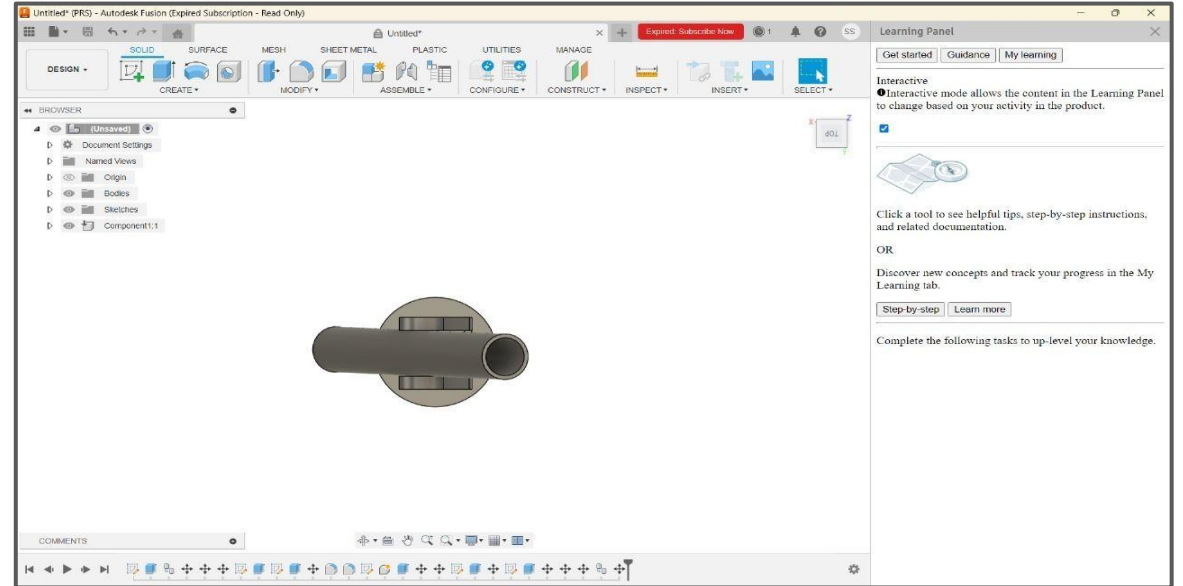 Untitled* (PRS) - Autodesk Fusion (Expired Subscription - Read Only)
Untitled*
Expired: Subscribe Now
1
SS
DESIGN
SOLID SURFACE MESH SHEET METAL PLASTIC UTILITIES MANAGE
CREATE MODIFY ASSEMBLE CONFIGURE CONSTRUCT INSPECT INSERT SELECT
BROWSER
(Unsaved)
Document Settings
Named Views
Origin
Bodies
Sketches
Component1:1
X Z
TOP
Y
COMMENTS
Learning Panel
Get started Guidance My learning
Interactive
Interactive mode allows the content in the Learning Panel
to change based on your activity in the product.
Click a tool to see helpful tips, step-by-step instructions,
and related documentation.
OR
Discover new concepts and track your progress in the My
Learning tab.
Step-by-step Learn more
Complete the following tasks to up-level your knowledge.